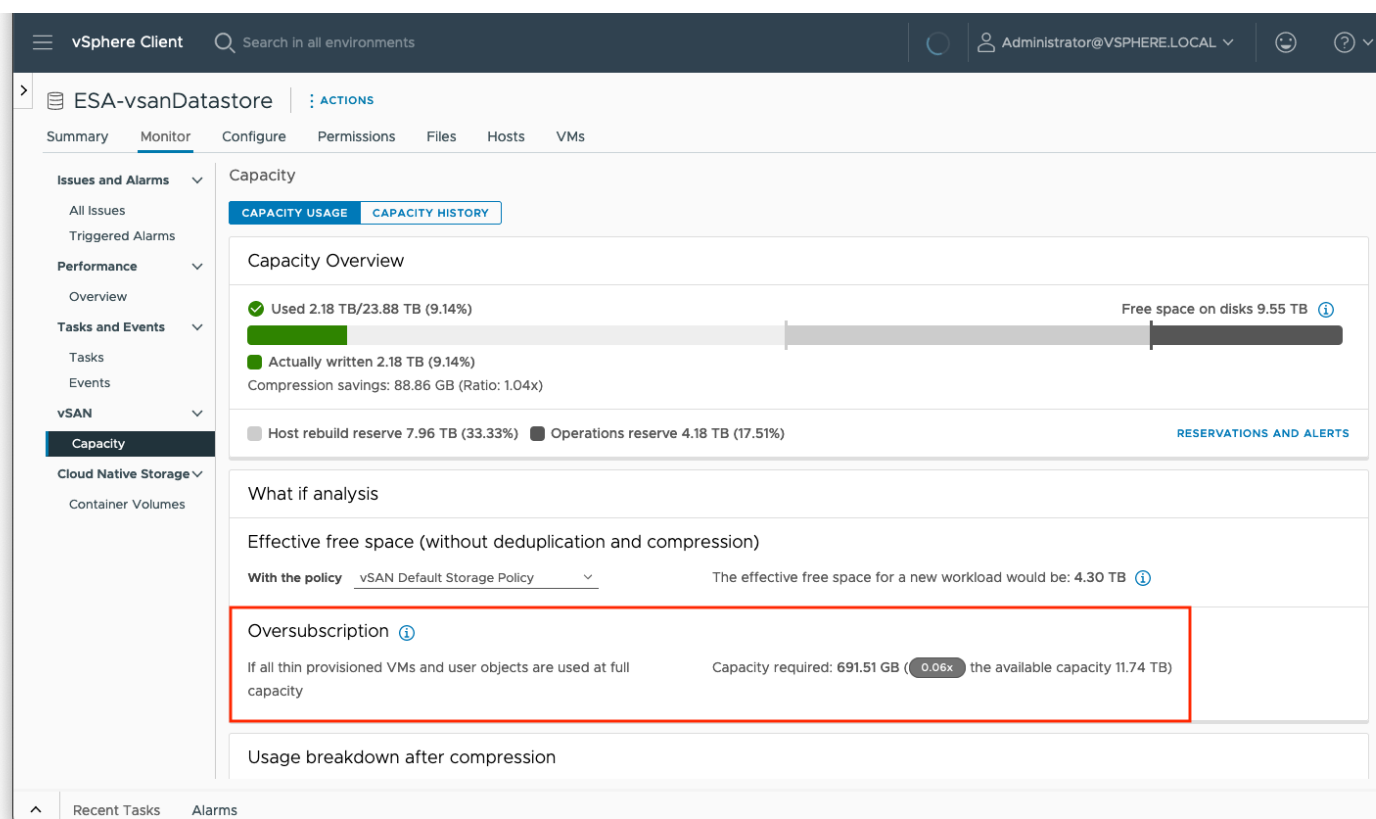 vSphere Client
Search in all environments
Administrator@VSPHERE.LOCAL
ESA-vsanDatastore
ACTIONS
Summary Monitor Configure Permissions Files Hosts VMs
Issues and Alarms
All Issues
Triggered Alarms
Performance
Overview
Tasks and Events
Tasks
Events
vSAN
Capacity
Cloud Native Storage
Container Volumes
Capacity
CAPACITY USAGE CAPACITY HISTORY
Capacity Overview
Used 2.18 TB/23.88 TB (9.14%) Free space on disks 9.55 TB
Actually written 2.18 TB (9.14%)
Compression savings: 88.86 GB (Ratio: 1.04x)
Host rebuild reserve 7.96 TB (33.33%) Operations reserve 4.18 TB (17.51%) RESERVATIONS AND ALERTS
What if analysis
Effective free space (without deduplication and compression)
With the policy vSAN Default Storage Policy The effective free space for a new workload would be: 4.30 TB
Oversubscription
If all thin provisioned VMs and user objects are used at full Capacity required: 691.51 GB ( 0.06x the available capacity 11.74 TB)
capacity
Usage breakdown after compression
Recent Tasks Alarms